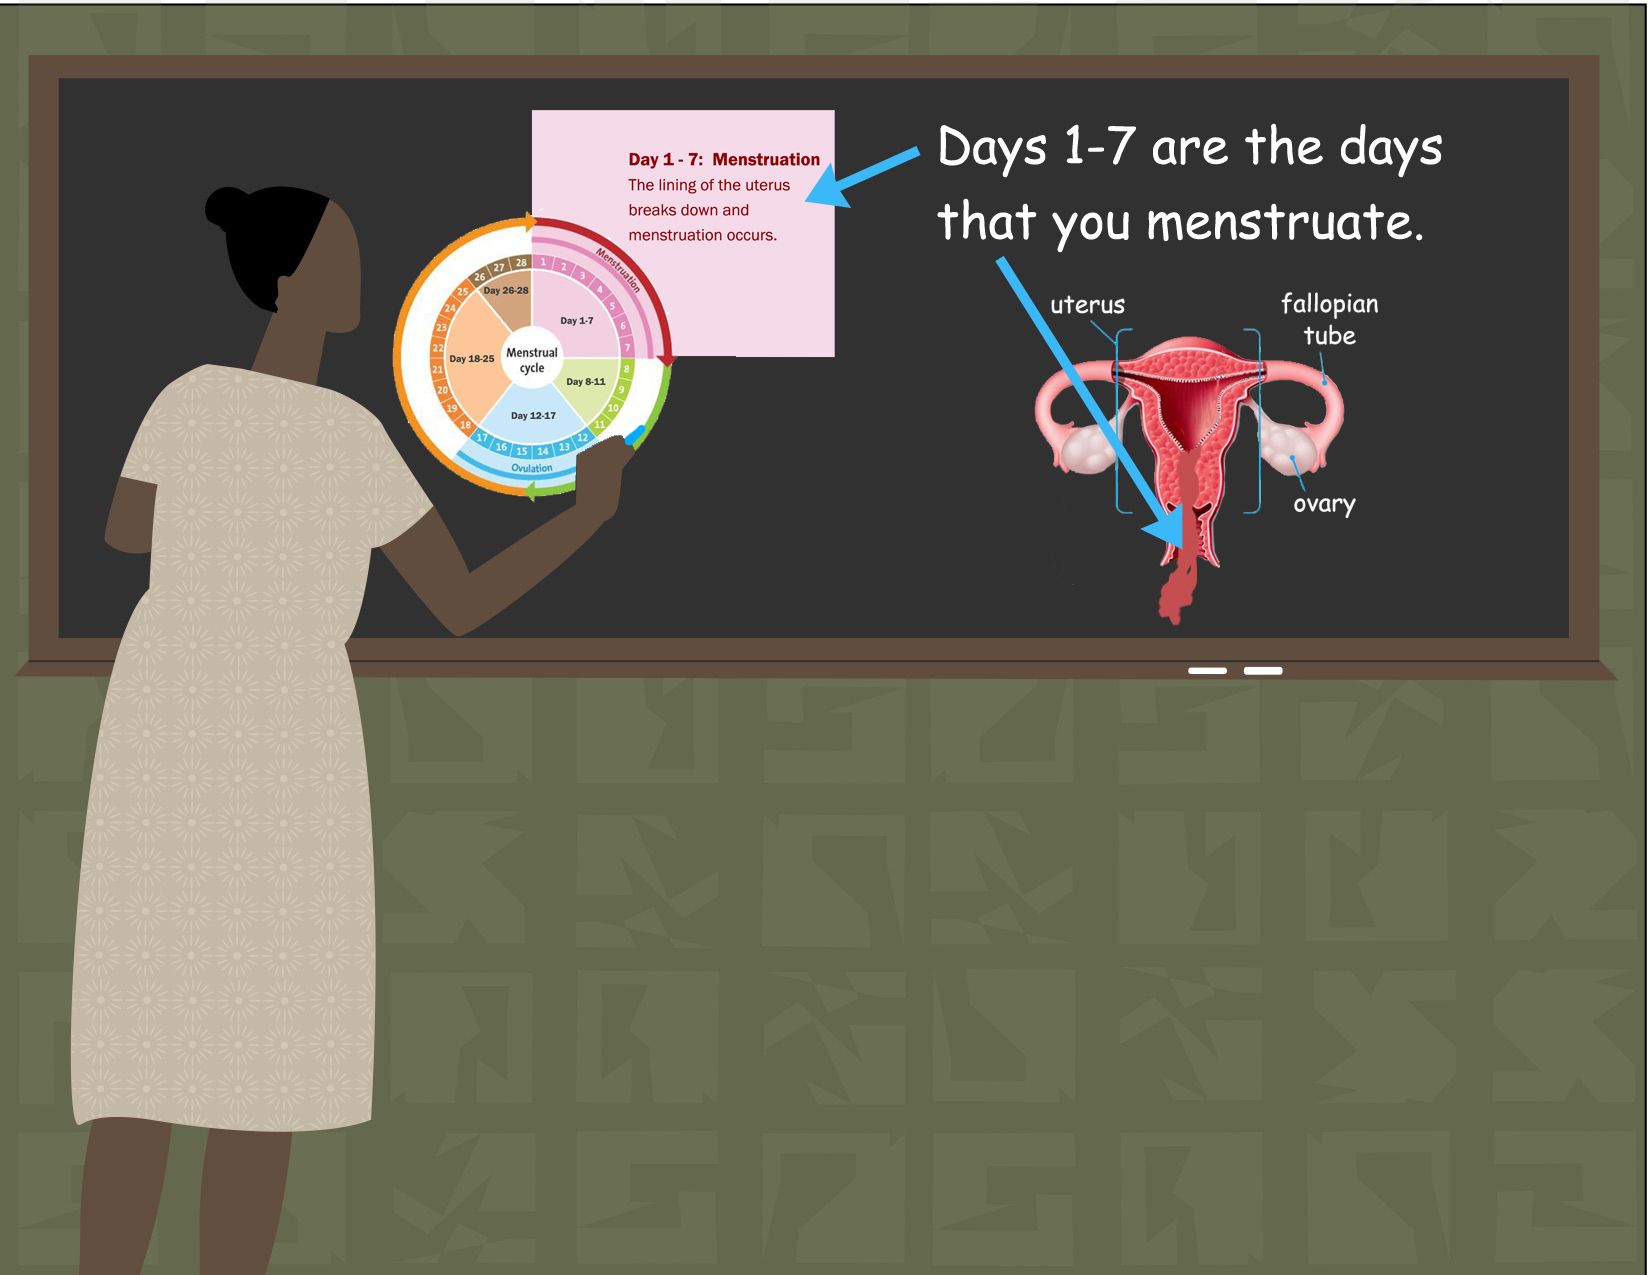 Days 1-7 are the days
that you menstruate.
Day 1 - 7:  Menstruation
The lining of the uterus
breaks down and
menstruation occurs.
Menstruation
1
2
3
4
5
6
7
8
9
10
11
12
13
14
15
16
17
18
19
20
21
22
23
24
25
26
27
28
Day 26-28
Day 1-7
Day 18-25
Menstrual
cycle
Day 8-11
Day 12-17
Ovulation
uterus
fallopian
tube
ovary